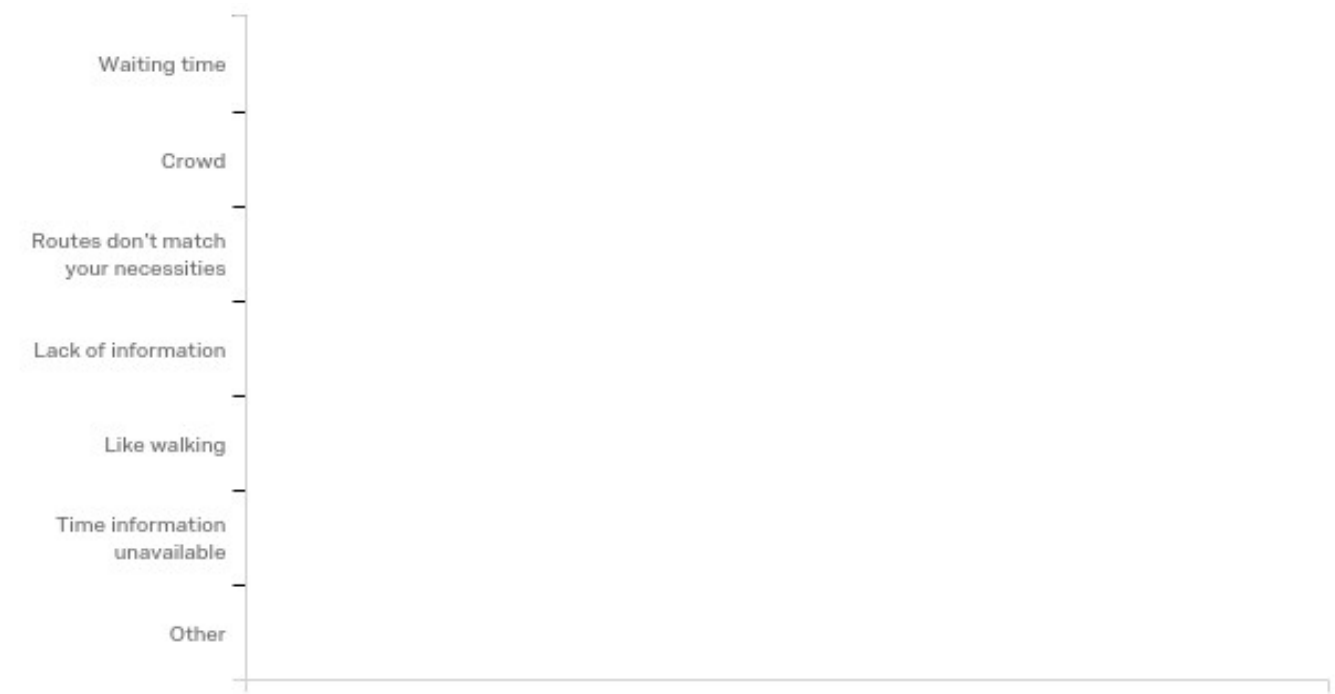 Waiting time
Crowd
Routes don't match
your necessities
Lack of information
Like walking
Time information
unavailable
Other